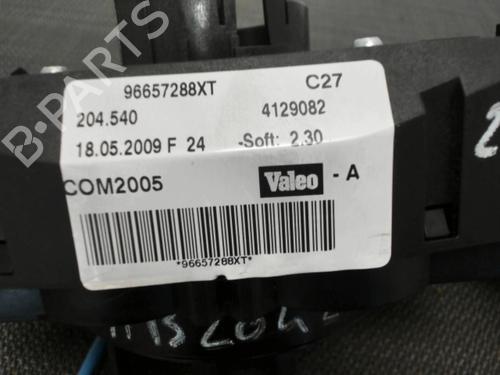 B-PARTS
96657288XT C27
204.540 4129082
18.05.2009 F 24 -Soft: 2.30
COM2005 Valeo - A
*96657288XT*